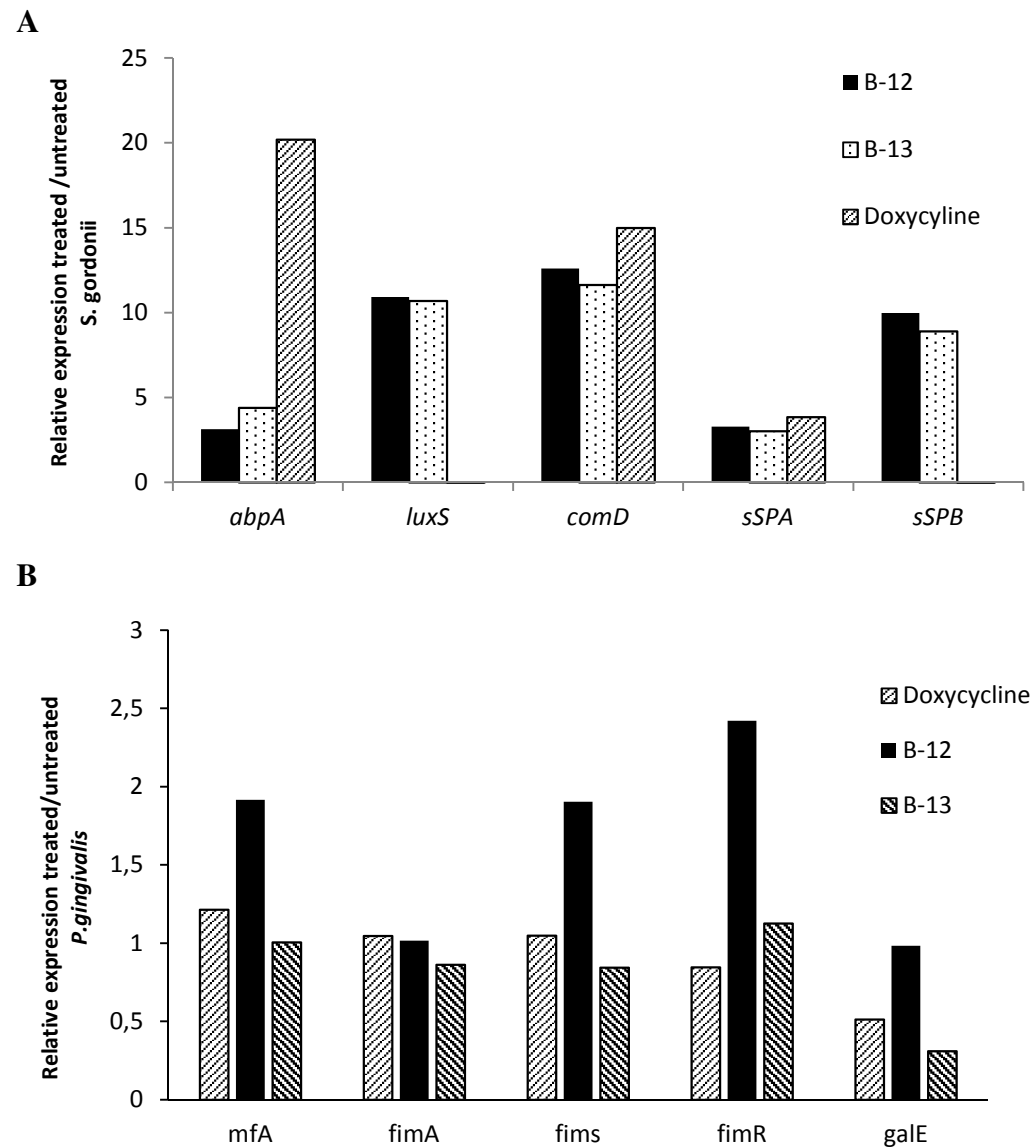 A
Relative expression treated /untreated
S. gordonii
25
20
15
10
5
0
B-12
B-13
Doxycyline
abpA
luxS
comD
sSPA
sSPB
B
Relative expression treated/untreated
P.gingivalis
3
2,5
2
1,5
1
0,5
0
Doxycycline
B-12
B-13
mfA
fimA
fims
fimR
galE